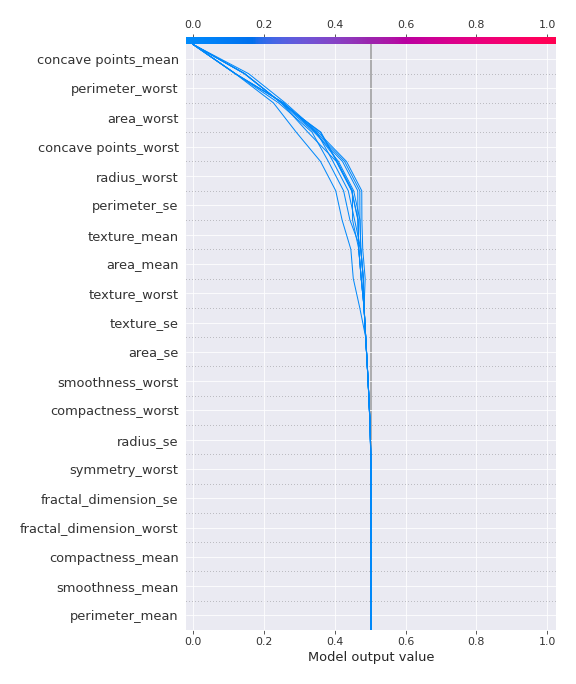 0.0 0.2 0.4 0.6 0.8 1.0
concave points_mean
perimeter_worst
area_worst
concave points_worst
radius_worst
perimeter_se
texture_mean
area_mean
texture_worst
texture_se
area_se
smoothness_worst
compactness_worst
radius_se
symmetry_worst
fractal_dimension_se
fractal_dimension_worst
compactness_mean
smoothness_mean
perimeter_mean
0.0 0.2 0.4 0.6 0.8 1.0
Model output value